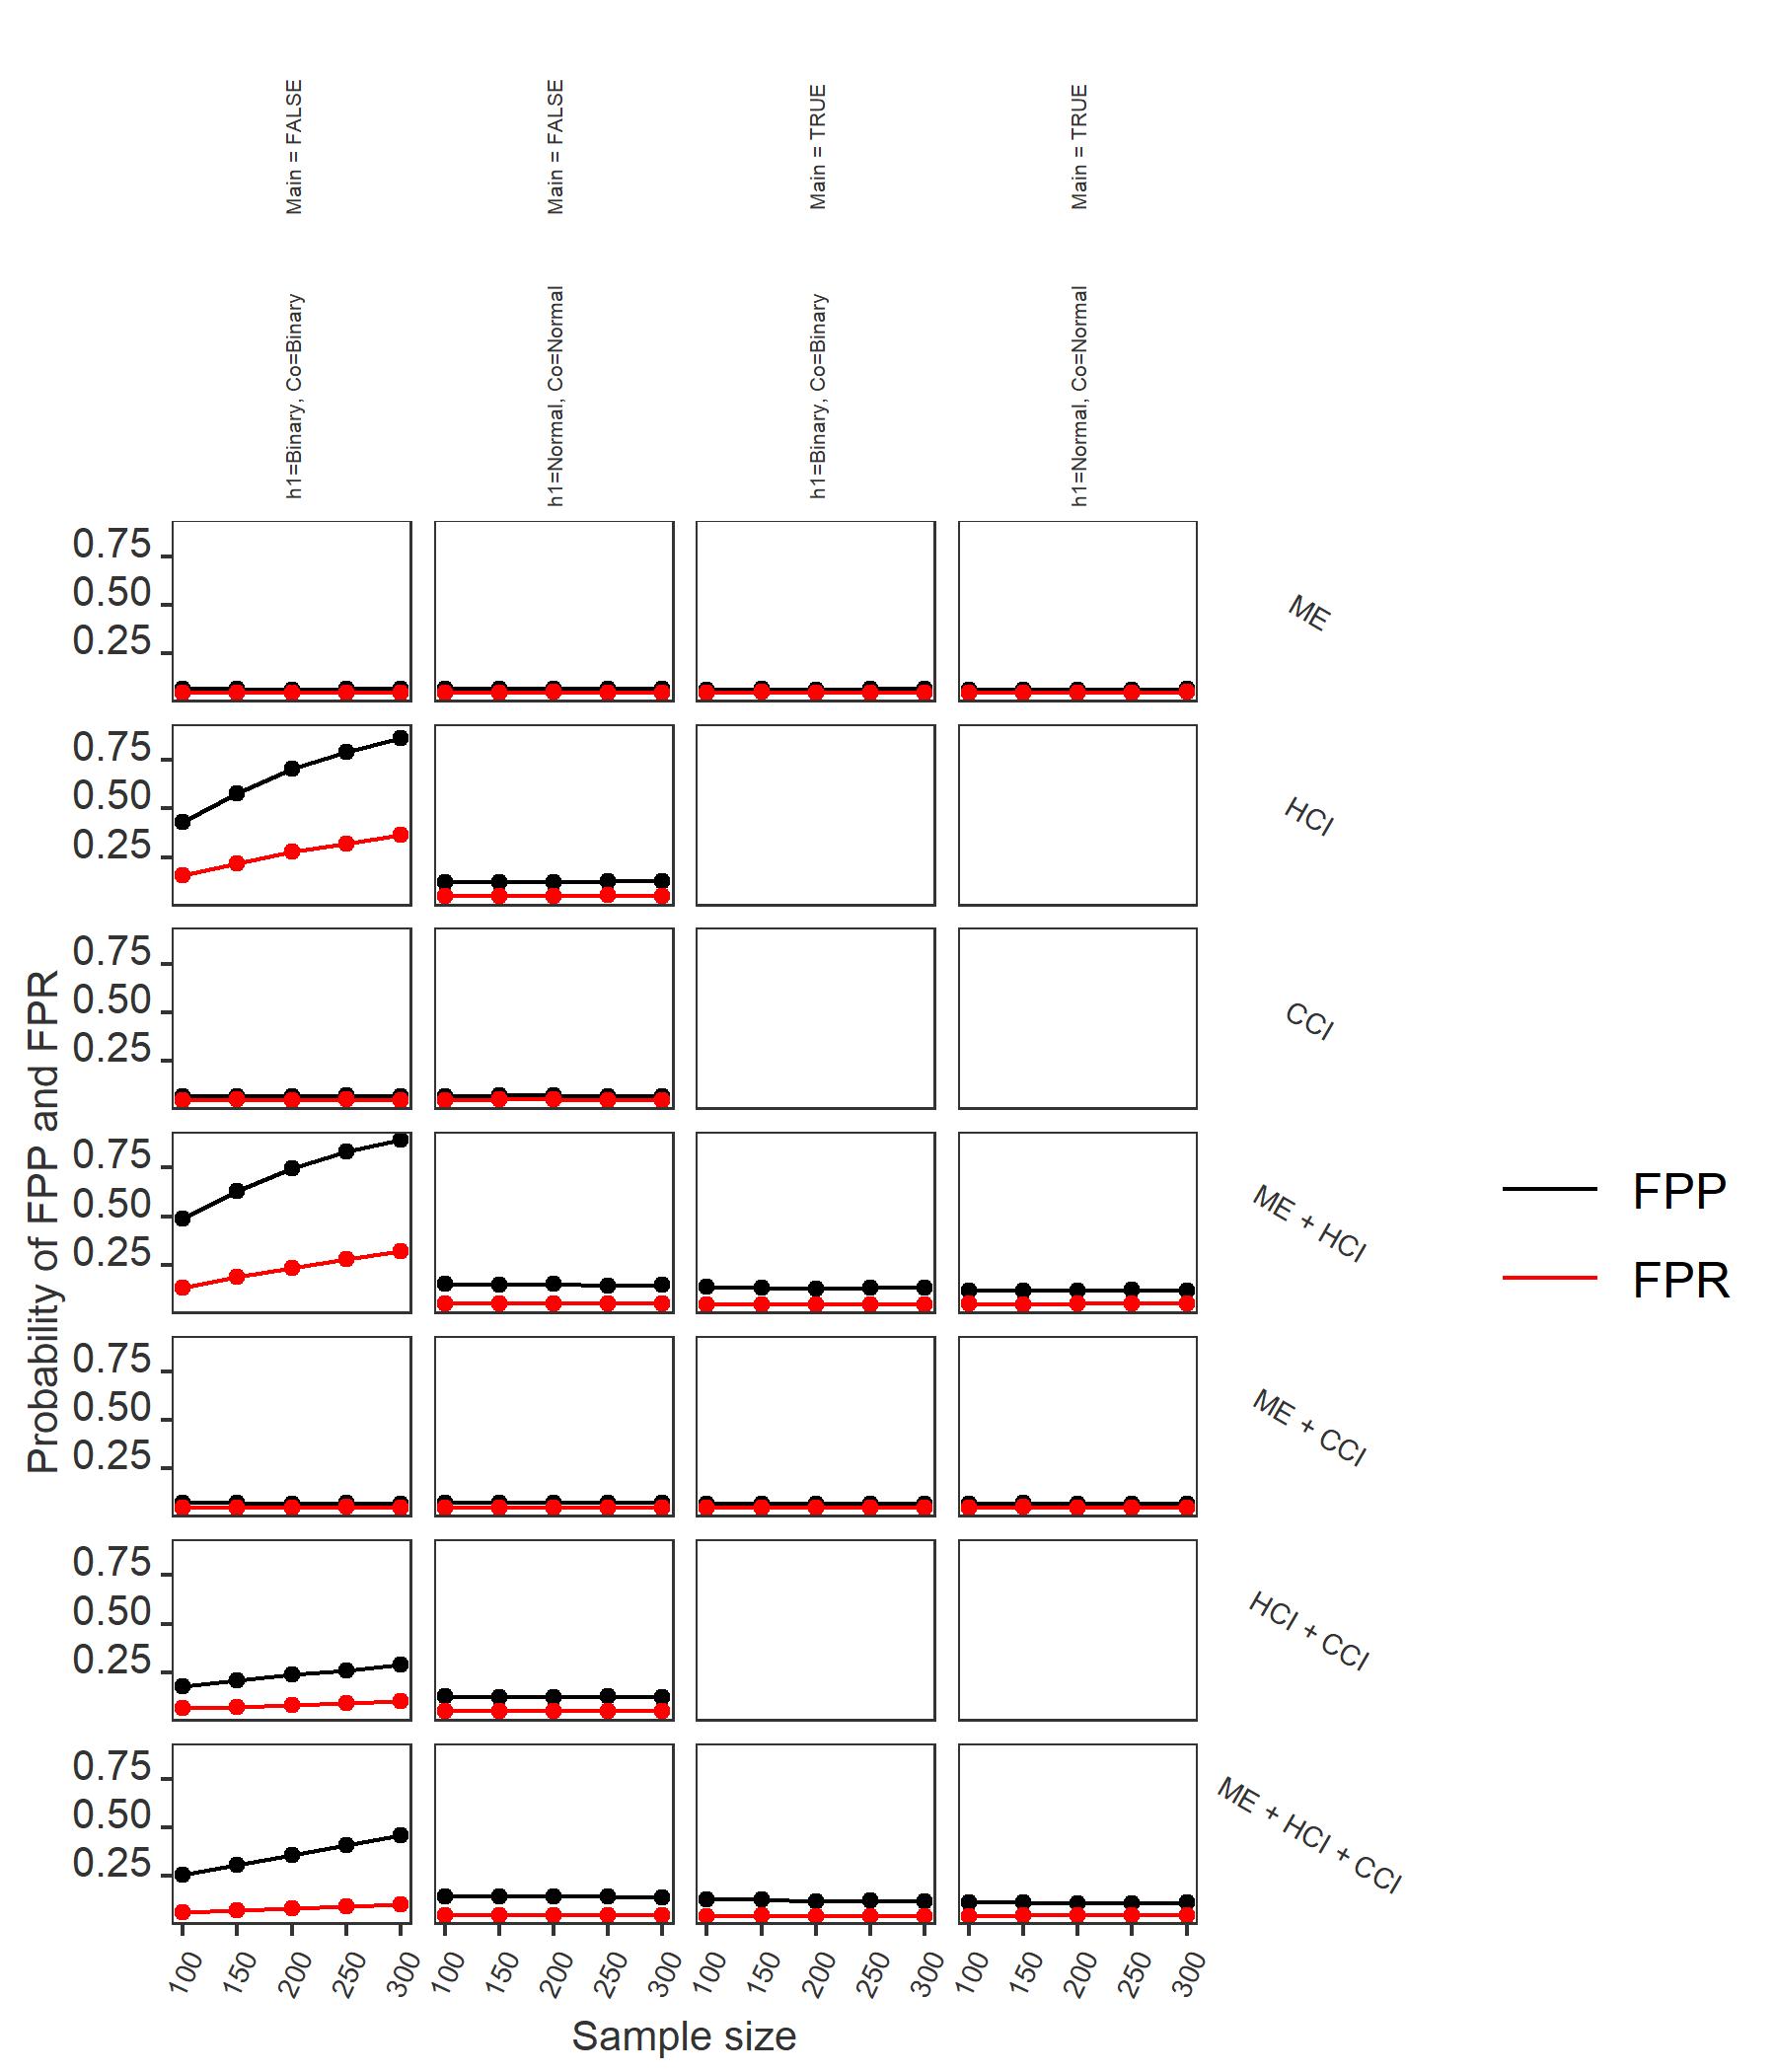 Main = FALSE
Main = FALSE
Main = TRUE
Main = TRUE
h1=Binary, Co=Binary
h1=Normal, Co=Normal
h1=Binary, Co=Binary
h1=Normal, Co=Normal
0.75
0.50
0.25
ME
0.75
0.50
0.25
HCI
0.75
0.50
0.25
CCI
0.75
0.50
0.25
ME + HCI
0.75
0.50
0.25
ME + CCI
0.75
0.50
0.25
HCI + CCI
0.75
0.50
0.25
ME + HCI + CCI
Probability of FPP and FPR
FPP
FPR
100 150 200 250 300 100 150 200 250 300 100 150 200 250 300 100 150 200 250 300
Sample size